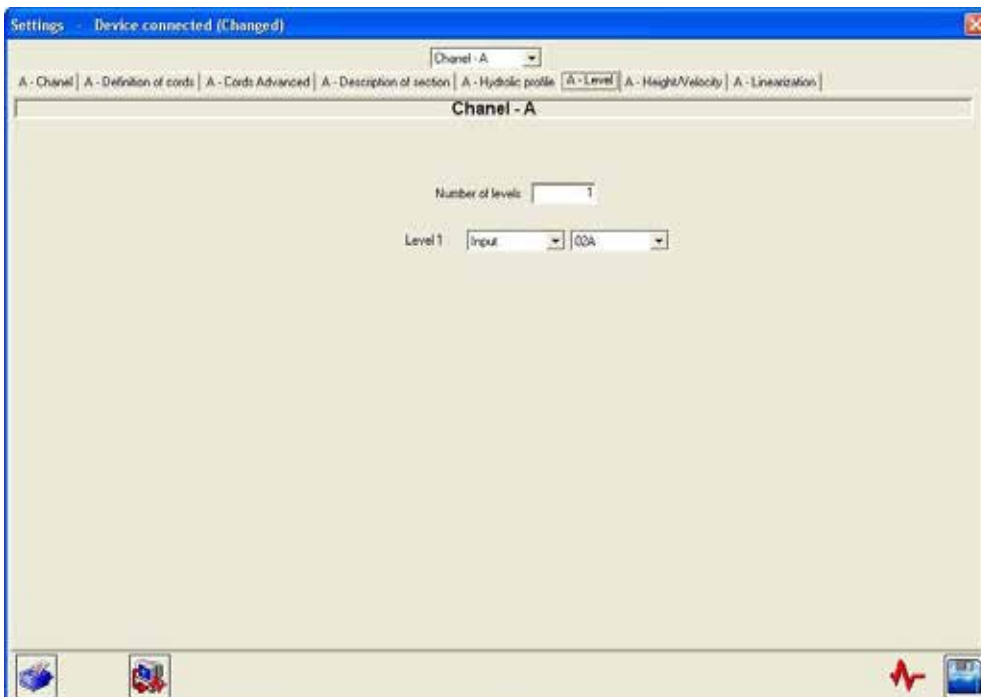 Settings - Device connected (Changed)
Chanel - A
A - Chanel A - Definition of cords A - Cords Advanced A - Description of section A - Hydrolic profile A - Level A - Height/Velocity A - Linearization
Chanel - A
Number of levels 1
Level 1 Input 02A